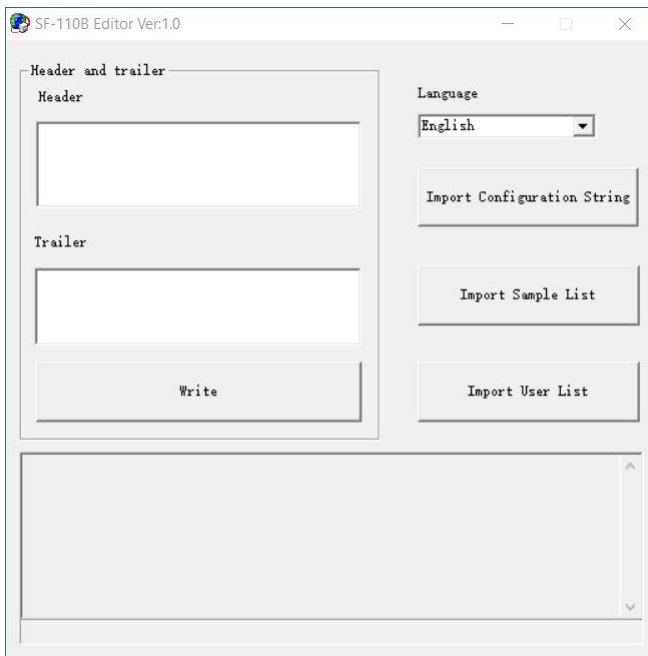 SF-110B Editor Ver:1.0
Header and trailer
Header
Trailer
Write
Language
English
Import Configuration String
Import Sample List
Import User List